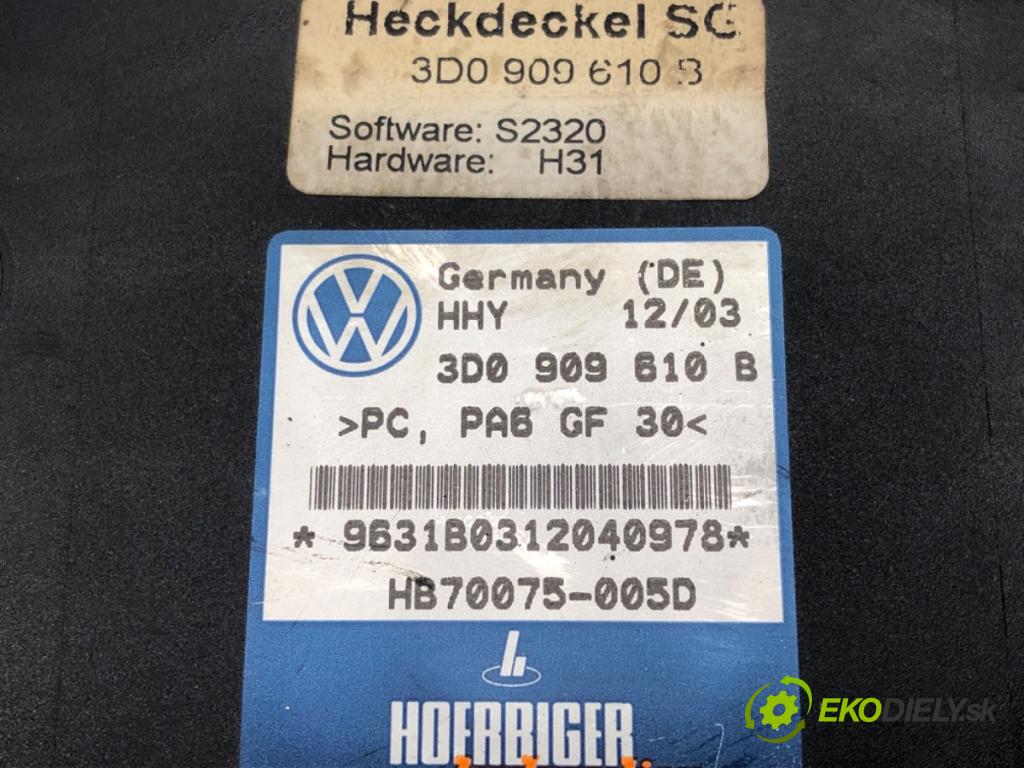 Heckdeckel SG
3D0 909 610 B
Software: S2320
Hardware: H31
Germany (DE)
HHY 12/03
3D0 909 610 B
>PC, PA6 GF 30<
*9631B0312040978*
HB70075-005D
HOERBIGER
EKODIELY.sk